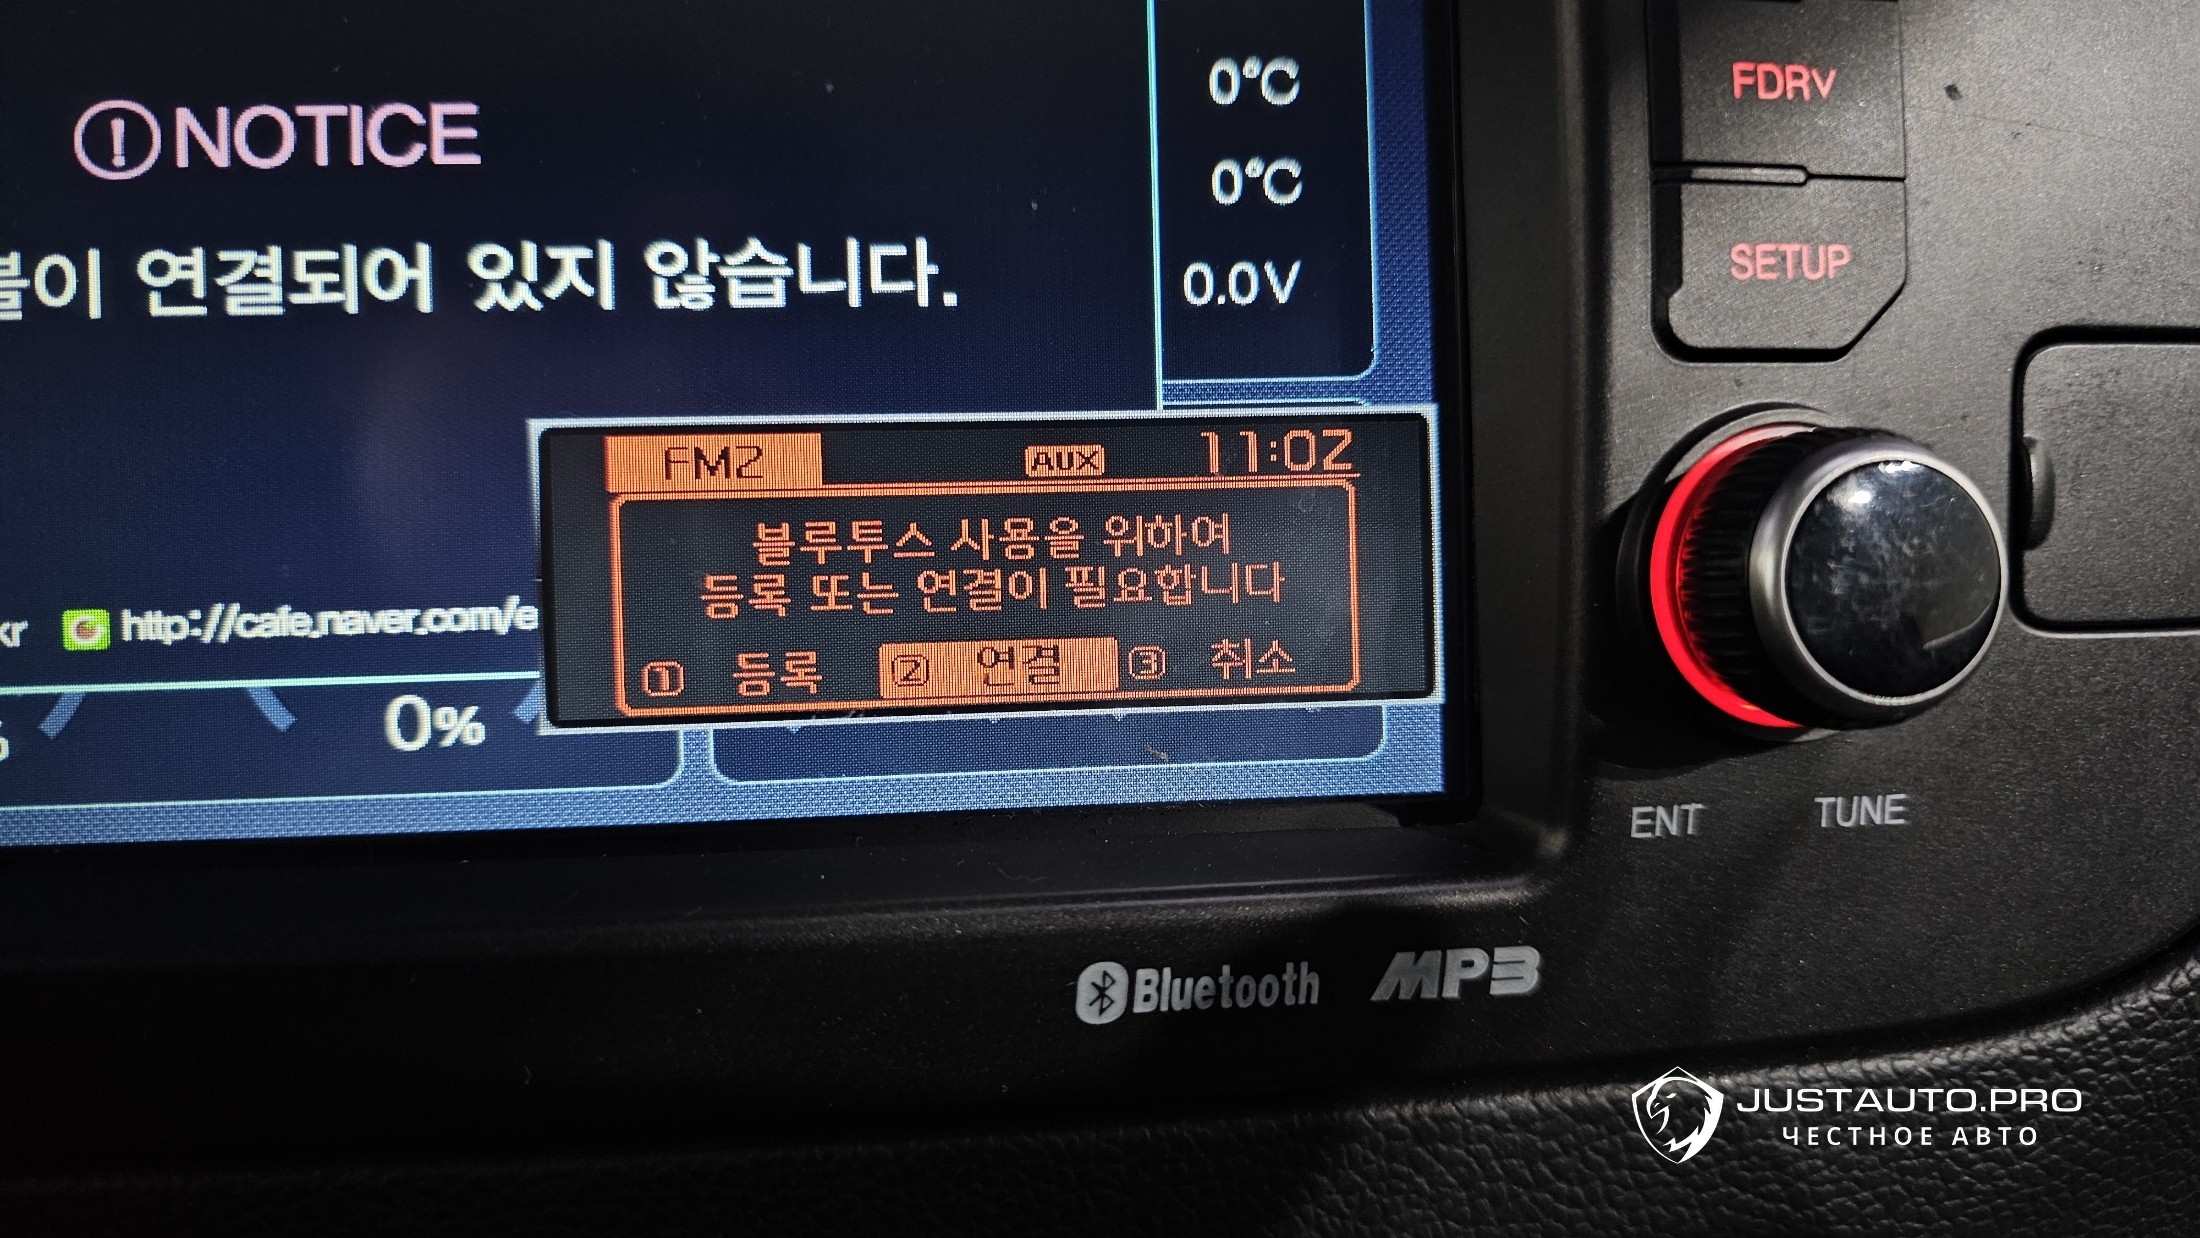 0°C
FDRV
NOTICE
0°C
연결되어 있지 않습니다.
0.0V
SETUP
FM2 AUX 11:02
블루투스 사용을 위하여
등록 또는 연결이 필요합니다
1 등록 2 연결 3 취소
kr http://cafe.naver.com/e
0%
ENT TUNE
Bluetooth MP3
JUSTAUTO.PRO
ЧЕСТНОЕ АВТО